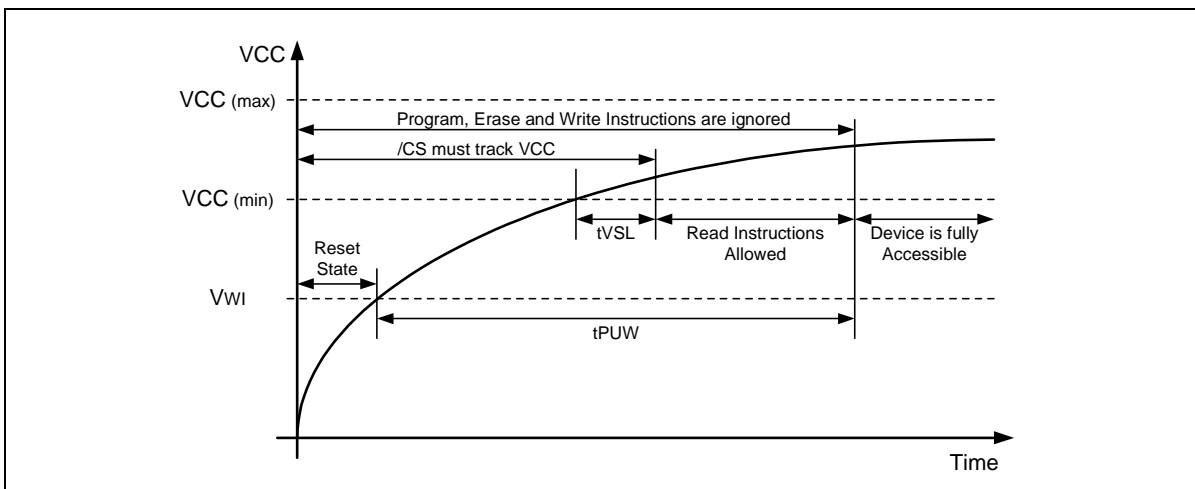 VCC
VCC (max)
Program, Erase and Write Instructions are ignored
/CS must track VCC
VCC (min)
tVSL
Read Instructions
Allowed
Device is fully
Accessible
Reset
State
VWI
tPUW
Time